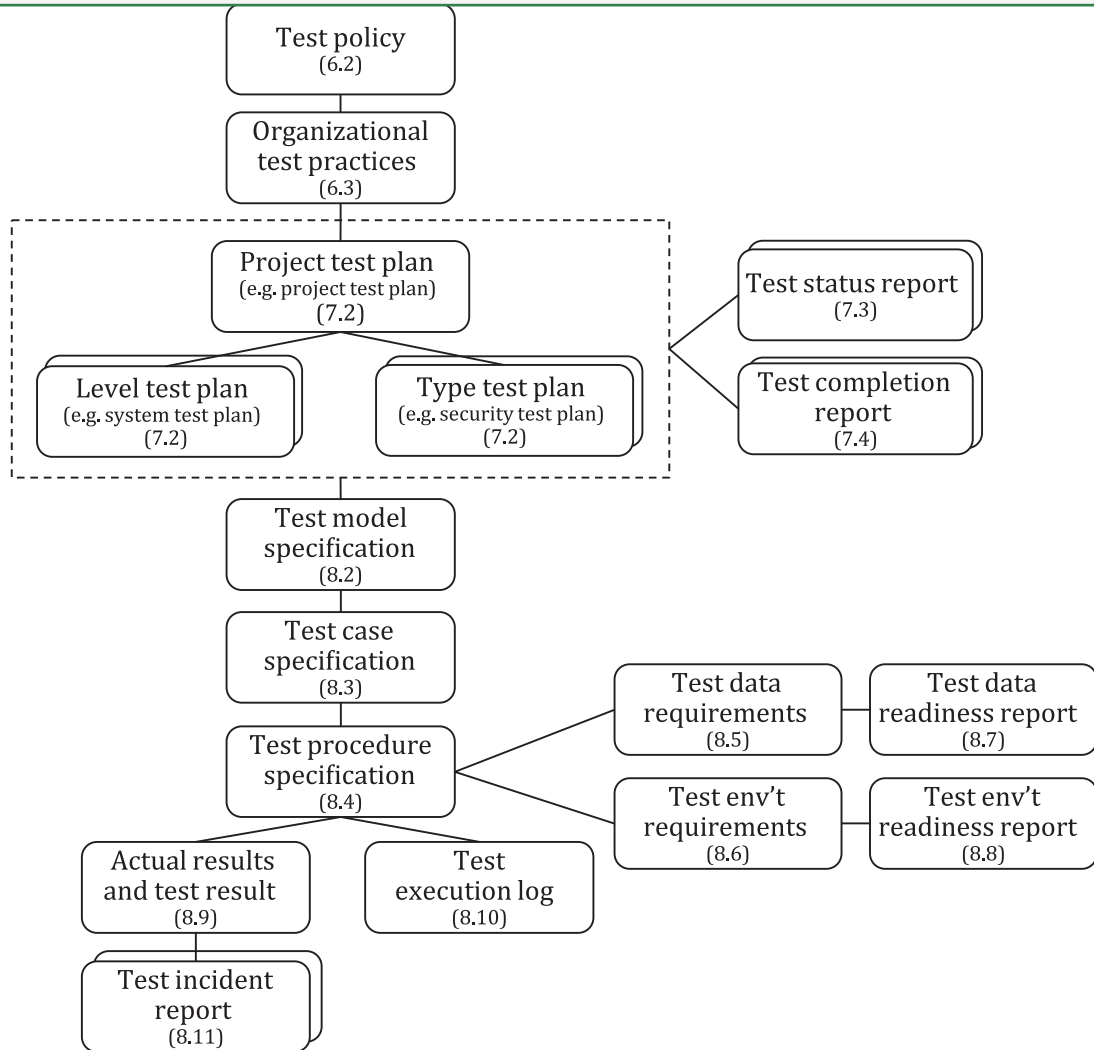 Test policy
(6.2)
Organizational
test practices
(6.3)
Project test plan
(e.g. project test plan)
(7.2)
Level test plan
(e.g. system test plan)
(7.2)
Type test plan
(e.g. security test plan)
(7.2)
Test status report
(7.3)
Test completion
report
(7.4)
Test model
specification
(8.2)
Test case
specification
(8.3)
Test procedure
specification
(8.4)
Test data
requirements
(8.5)
Test data
readiness report
(8.7)
Test env't
requirements
(8.6)
Test env't
readiness report
(8.8)
Actual results
and test result
(8.9)
Test
execution log
(8.10)
Test incident
report
(8.11)